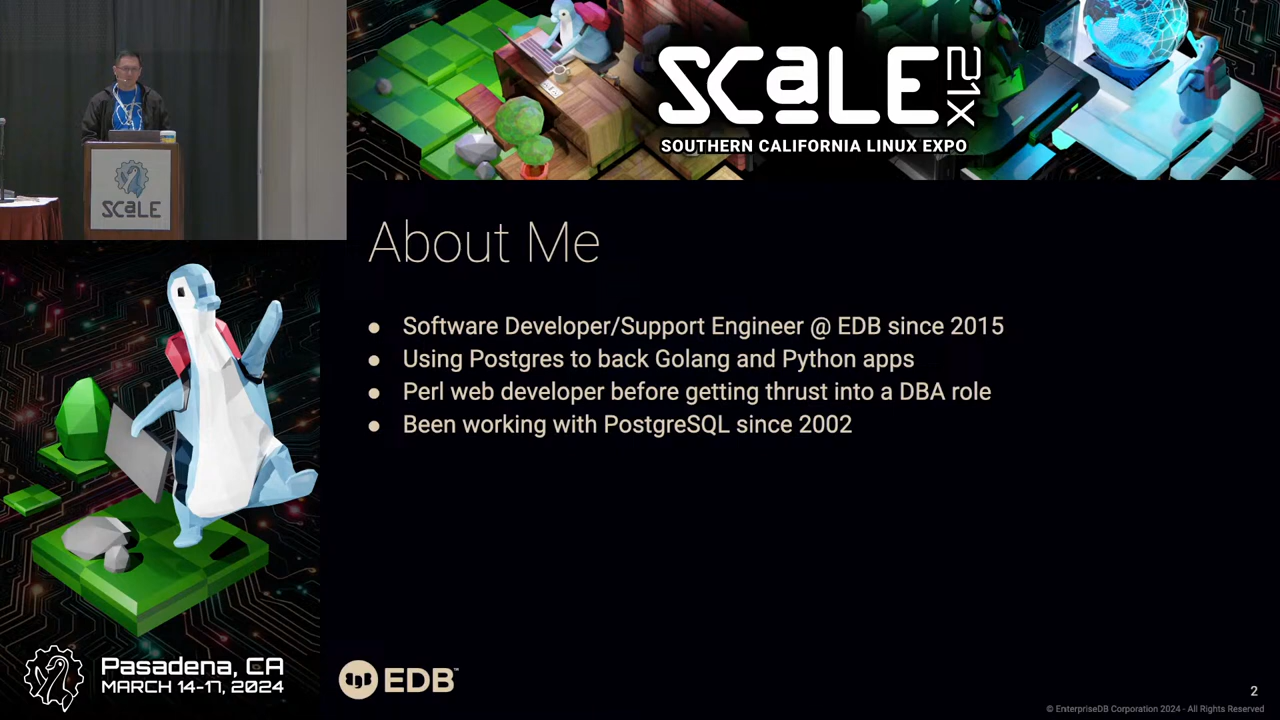 SCaLE 21X
SOUTHERN CALIFORNIA LINUX EXPO
SCaLE
About Me
● Software Developer/Support Engineer @ EDB since 2015
● Using Postgres to back Golang and Python apps
● Perl web developer before getting thrust into a DBA role
● Been working with PostgreSQL since 2002
Pasadena, CA
MARCH 14-17, 2024
EDB™
2
© EnterpriseDB Corporation 2024 - All Rights Reserved